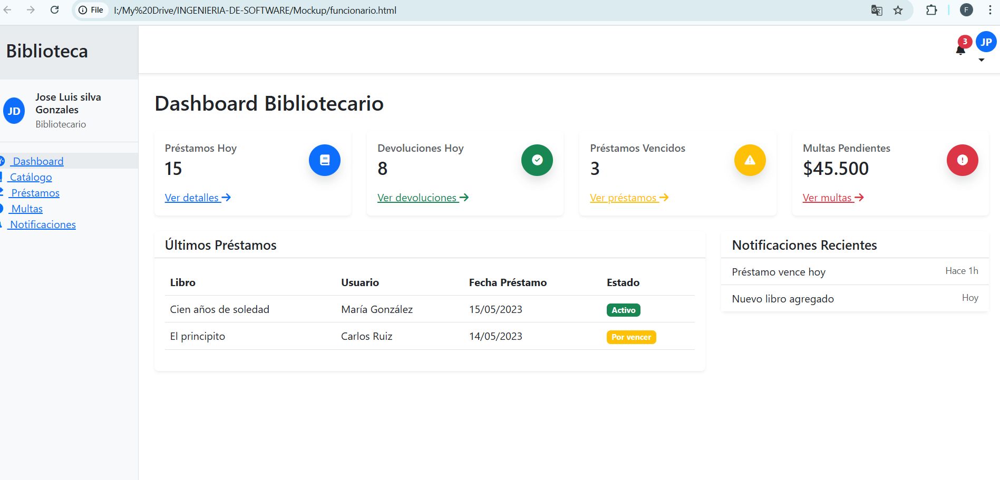 File I:/My%20Drive/INGENIERIA-DE-SOFTWARE/Mockup/funcionario.html F
Biblioteca
3
JP
JD
Jose Luis silva
Gonzales
Bibliotecario
Dashboard
Catálogo
Préstamos
Multas
Notificaciones
Dashboard Bibliotecario
Préstamos Hoy
15
Ver detalles
Devoluciones Hoy
8
Ver devoluciones
Préstamos Vencidos
3
Ver préstamos
Multas Pendientes
$45.500
Ver multas
Últimos Préstamos
Libro Usuario Fecha Préstamo Estado
Cien años de soledad María González 15/05/2023 Activo
El principito Carlos Ruiz 14/05/2023 Por vencer
Notificaciones Recientes
Préstamo vence hoy Hace 1h
Nuevo libro agregado Hoy